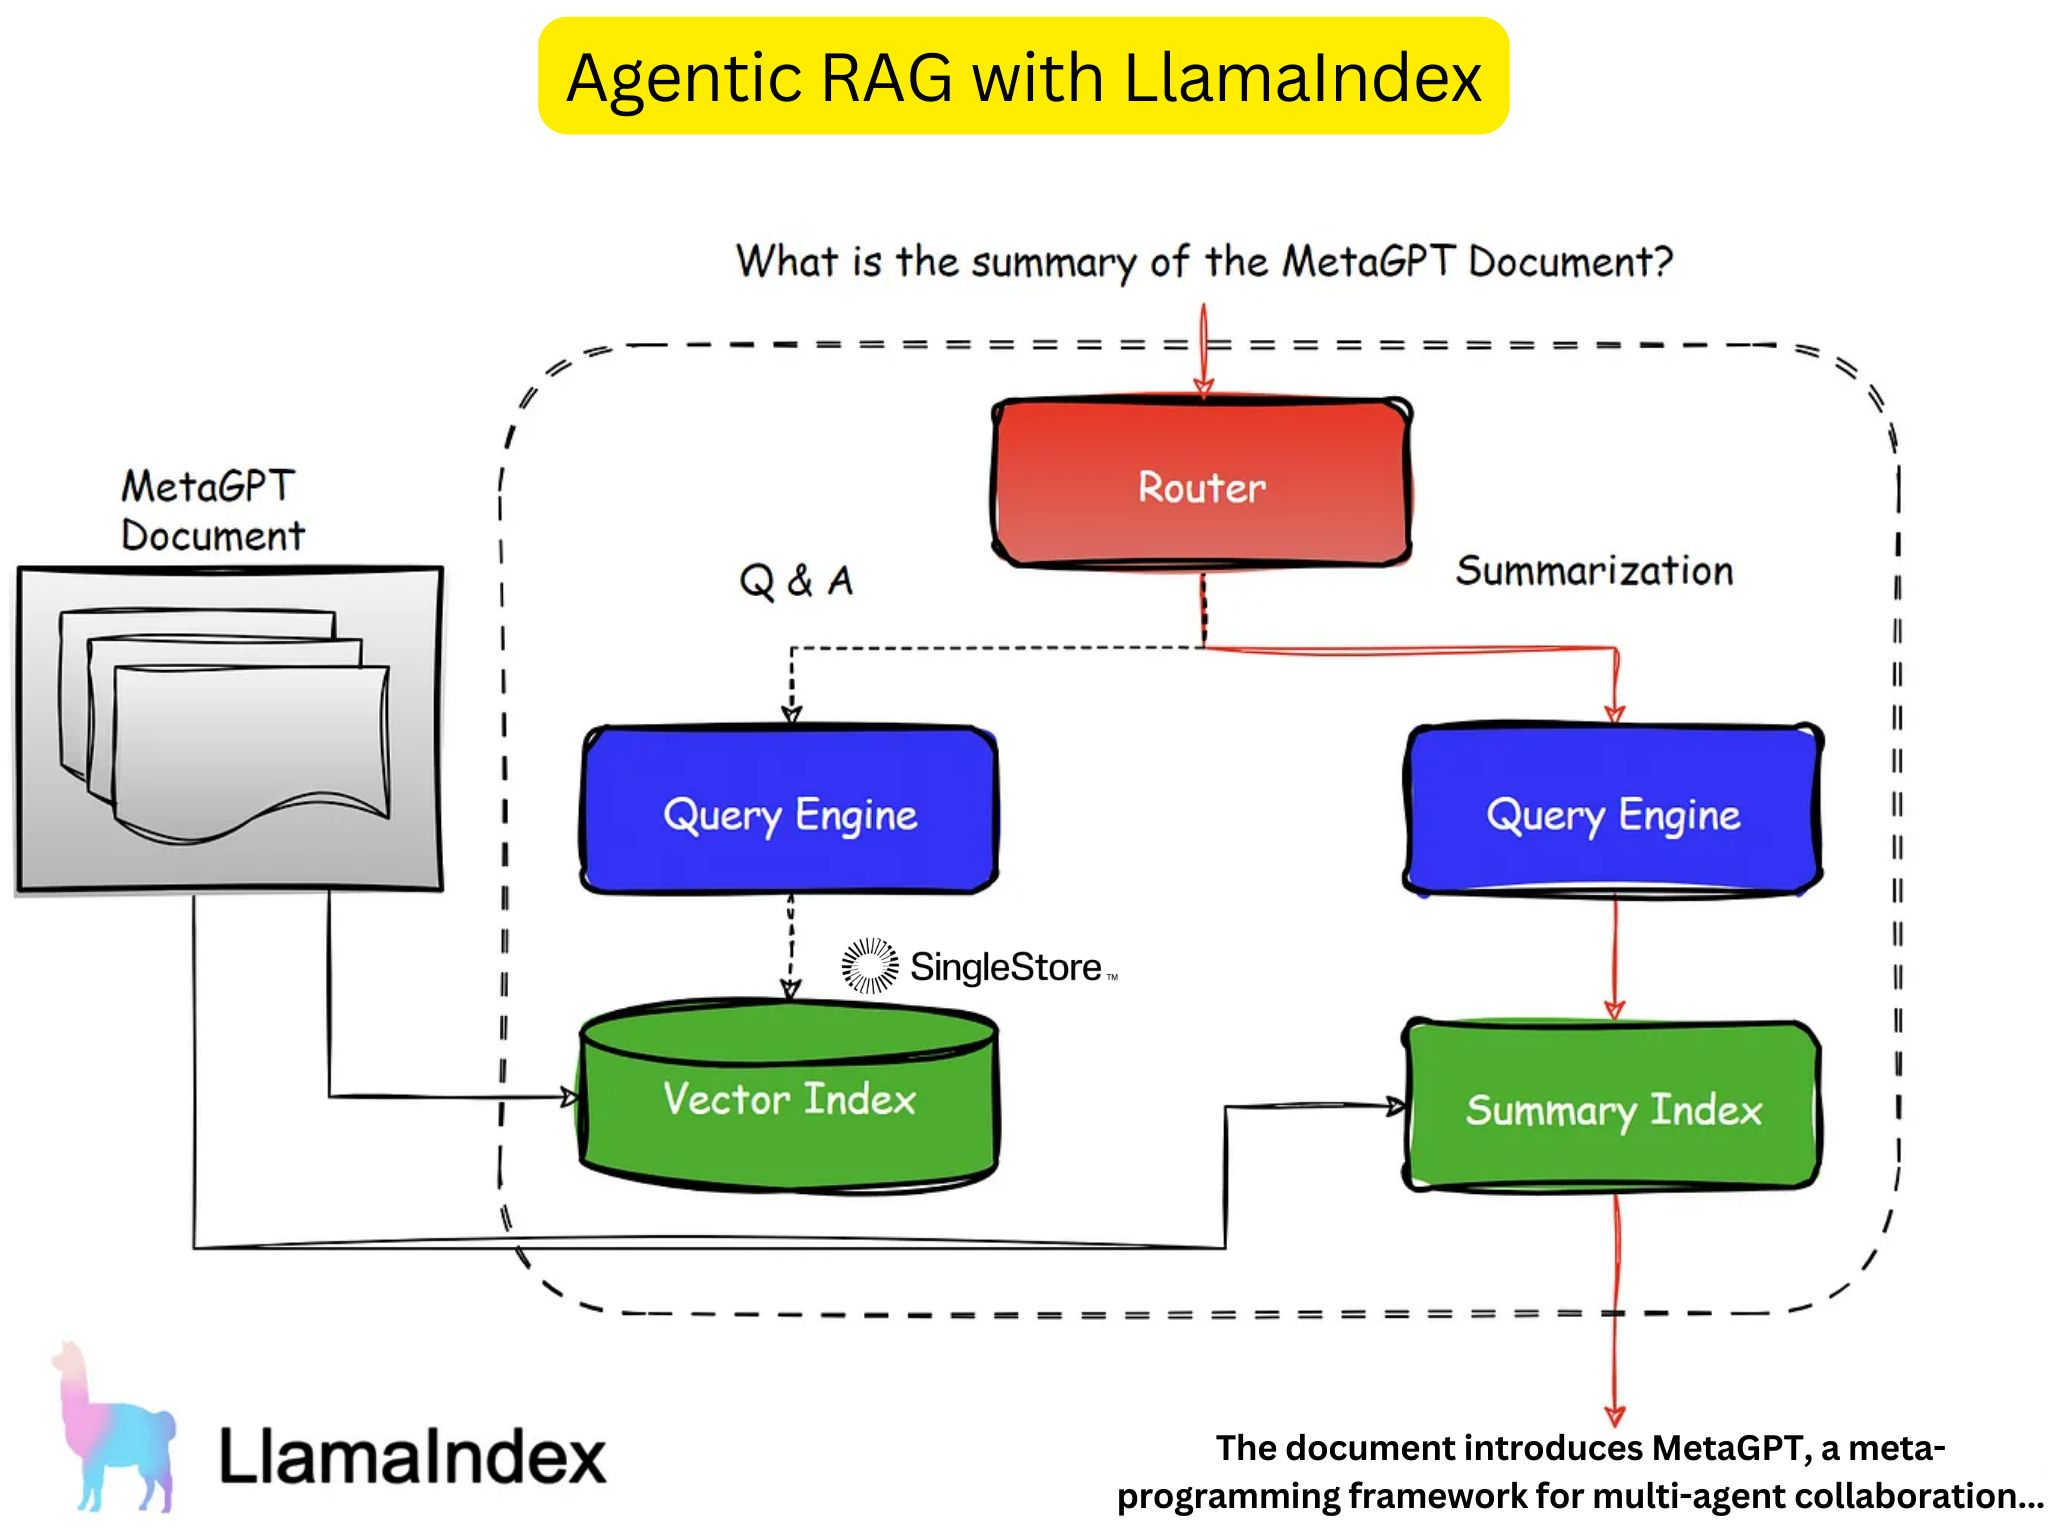 Agentic RAG with LlamaIndex
What is the summary of the MetaGPT Document?
Router
MetaGPT
Document
Q & A
Summarization
Query Engine
Query Engine
SingleStore™
Vector Index
Summary Index
LlamaIndex
The document introduces MetaGPT, a meta-
programming framework for multi-agent collaboration...